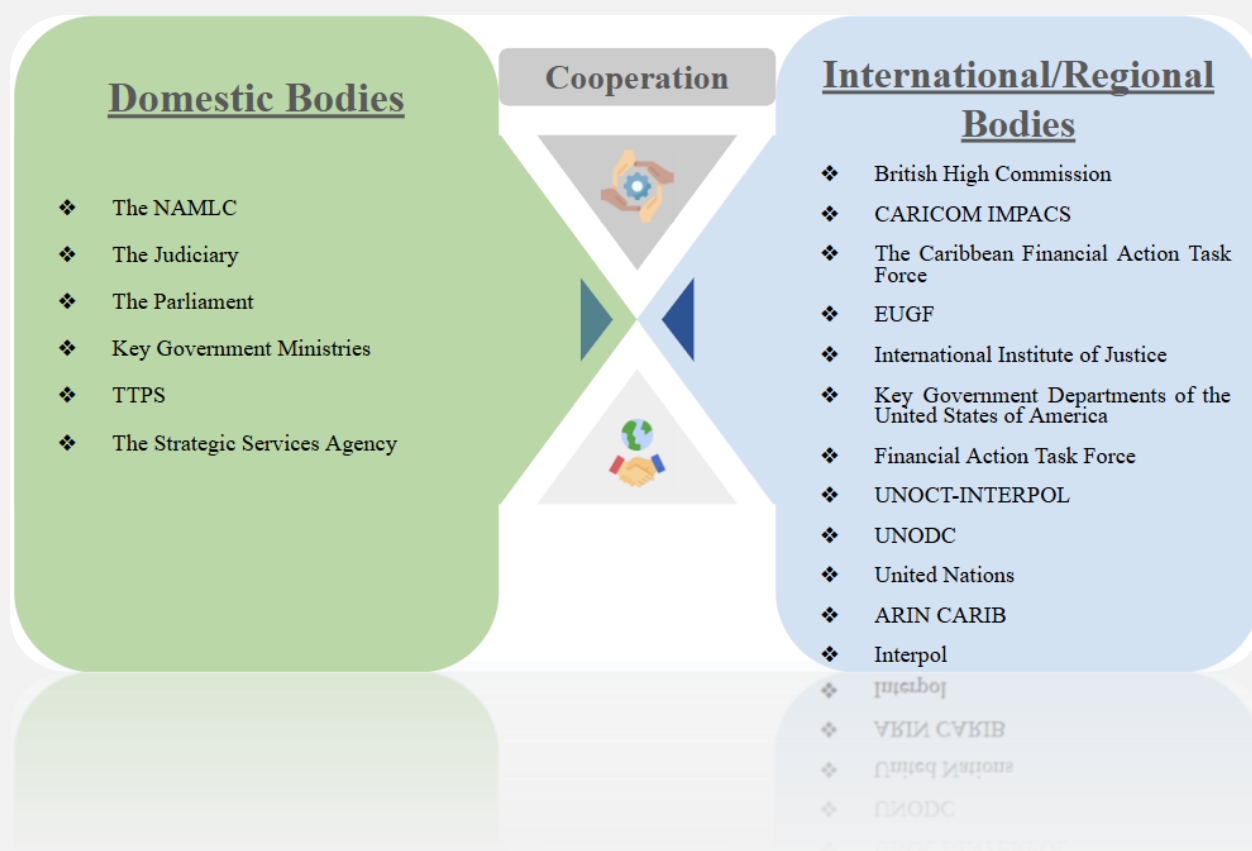 Domestic Bodies
❖ The NAMLC
❖ The Judiciary
❖ The Parliament
❖ Key Government Ministries
❖ TTPS
❖ The Strategic Services Agency
Cooperation
International/Regional
Bodies
❖ British High Commission
❖ CARICOM IMPACS
❖ The Caribbean Financial Action Task
Force
❖ EUGF
❖ International Institute of Justice
❖ Key Government Departments of the
United States of America
❖ Financial Action Task Force
❖ UNOCT-INTERPOL
❖ UNODC
❖ United Nations
❖ ARIN CARIB
❖ Interpol